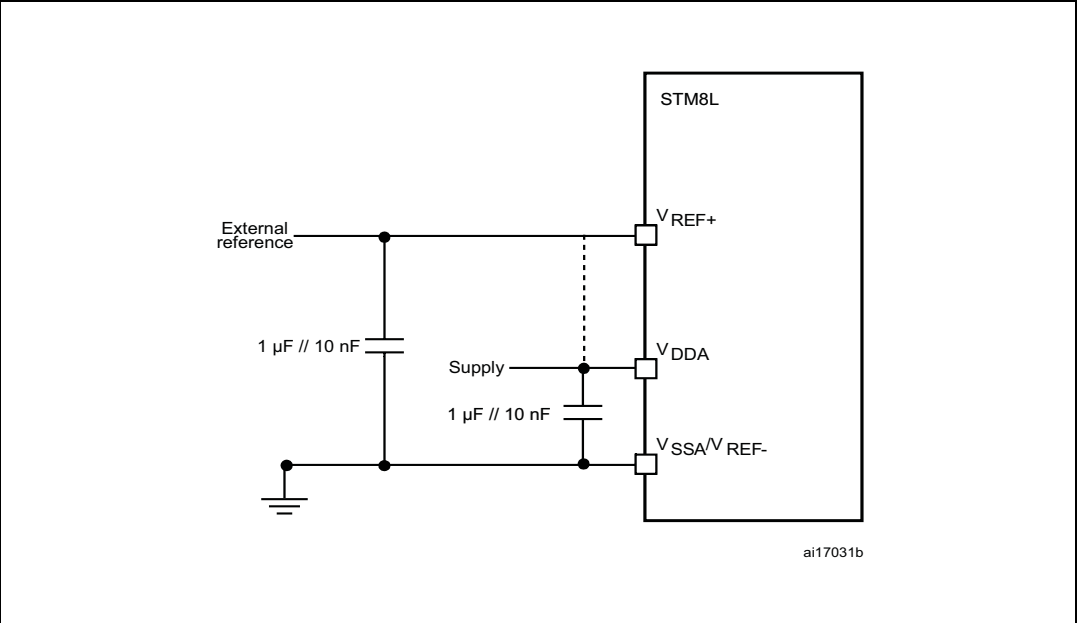 STM8L
VREF+
External
reference
1 µF // 10 nF
VDDA
Supply
1 µF // 10 nF
VSSA/VREF-
ai17031b